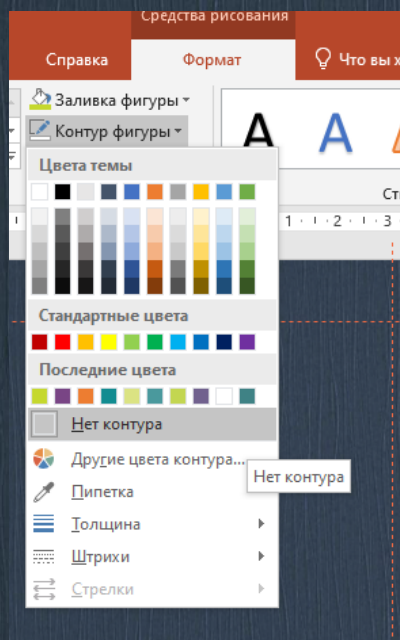 Средства рисования
Справка Формат Что вы х
Заливка фигуры
Контур фигуры A A
Цвета темы
Ст
1 2 3
Стандартные цвета
Последние цвета
Нет контура
Другие цвета контура...
Нет контура
Пипетка
Толщина
Штрихи
Стрелки